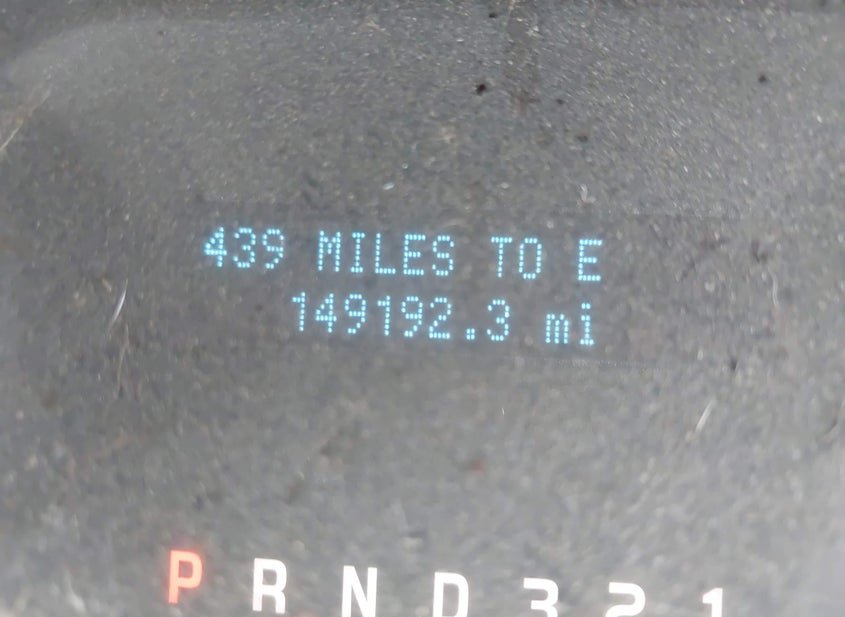 439 MILES TO E
149192.3 mi
P R N D 3 2 1